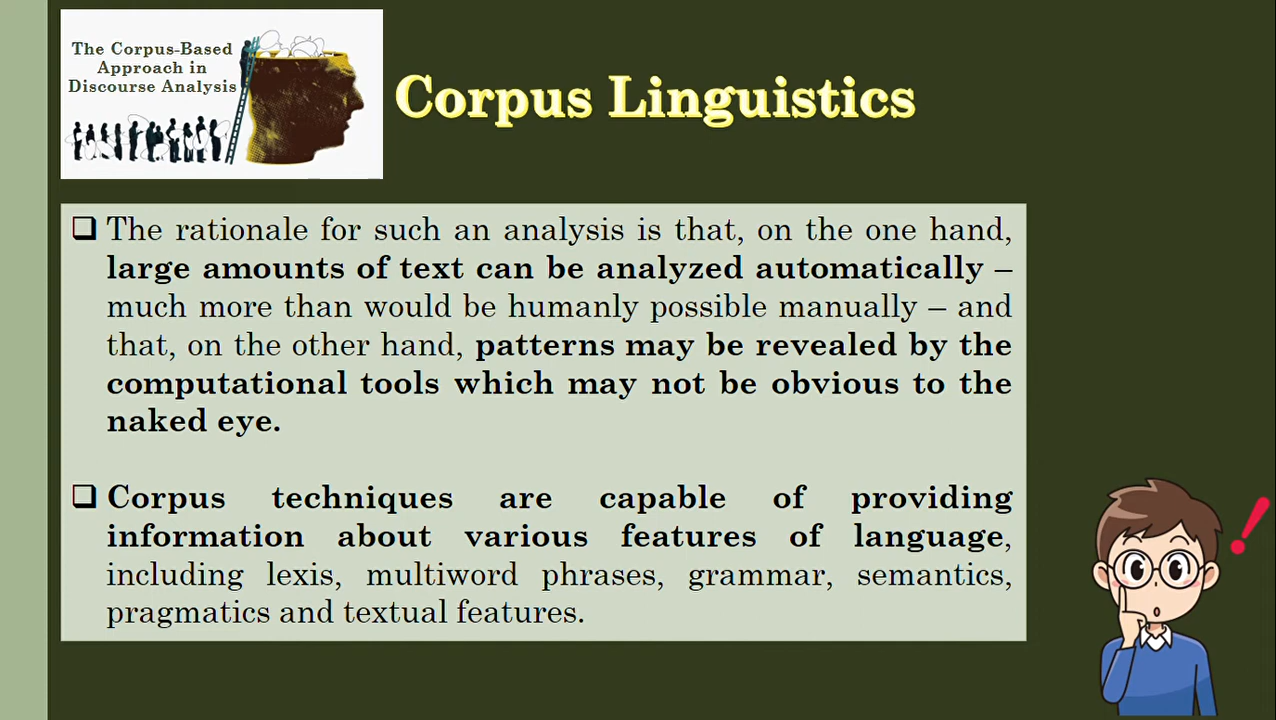 The Corpus-Based
Approach in
Discourse Analysis
Corpus Linguistics
❑ The rationale for such an analysis is that, on the one hand,
large amounts of text can be analyzed automatically –
much more than would be humanly possible manually – and
that, on the other hand, patterns may be revealed by the
computational tools which may not be obvious to the
naked eye.
❑ Corpus techniques are capable of providing
information about various features of language,
including lexis, multiword phrases, grammar, semantics,
pragmatics and textual features.